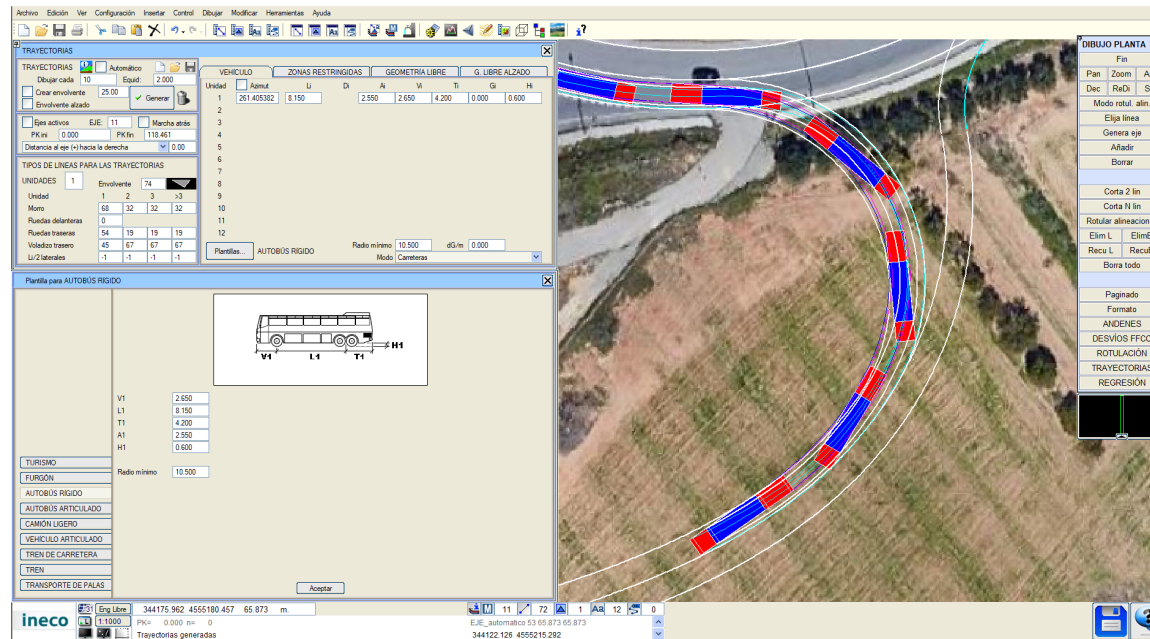 Archivo Edición Ver Configuración Insertar Control Dibujar Modificar Herramientas Ayuda
TRAYECTORIAS
TRAYECTORIAS Automático
Dibujar cada 10 Equid: 2.000
Crear envolvente 25.00
Envolvente alzado
Generar
Ejes activos EJE: 11 Marcha atrás
PK ini 0.000 PK fin 118.461
Distancia al eje (+) hacia la derecha 0.00
TIPOS DE LÍNEAS PARA LAS TRAYECTORIAS
UNIDADES 1 Envolvente 74
Unidad 1 2 3 >3
Morro 68 32 32 32
Ruedas delanteras 0
Ruedas traseras 54 19 19 19
Voladizo trasero 45 67 67 67
Li/2 laterales -1 -1 -1 -1
VEHÍCULO ZONAS RESTRINGIDAS GEOMETRÍA LIBRE G. LIBRE ALZADO
Unidad Azimut Li Di Ai Vi Ti Gi Hi
1 261.405382 8.150 2.550 2.650 4.200 0.000 0.600
2
3
4
5
6
7
8
9
10
11
12
Plantillas... AUTOBÚS RÍGIDO Radio mínimo 10.500 dG/m 0.000
Modo Carreteras
Plantilla para AUTOBÚS RÍGIDO
V1 L1 T1 H1
V1 2.650
L1 8.150
T1 4.200
A1 2.550
H1 0.600
Radio mínimo 10.500
TURISMO
FURGÓN
AUTOBÚS RÍGIDO
AUTOBÚS ARTICULADO
CAMIÓN LIGERO
VEHÍCULO ARTICULADO
TREN DE CARRETERA
TREN
TRANSPORTE DE PALAS
Aceptar
DIBUJO PLANTA
Fin
Pan Zoom A
Dec ReDi S
Modo rotul. alin.
Elija línea
Genera eje
Añadir
Borrar
Corta 2 lin
Corta N lin
Rotular alineacion
Elim L ElimE
Recu L RecuE
Borra todo
Paginado
Formato
ANDENES
DESVÍOS FFCC
ROTULACIÓN
TRAYECTORIAS
REGRESIÓN
ineco
Eng Libre 344175.962 4555180.457 65.873 m.
11 72 1 Aa 12 0
1:1000 PK= 0.000 n= 0
EJE_automatico 53 65.873 65.873
Trayectorias generadas
344122.126 4555215.292